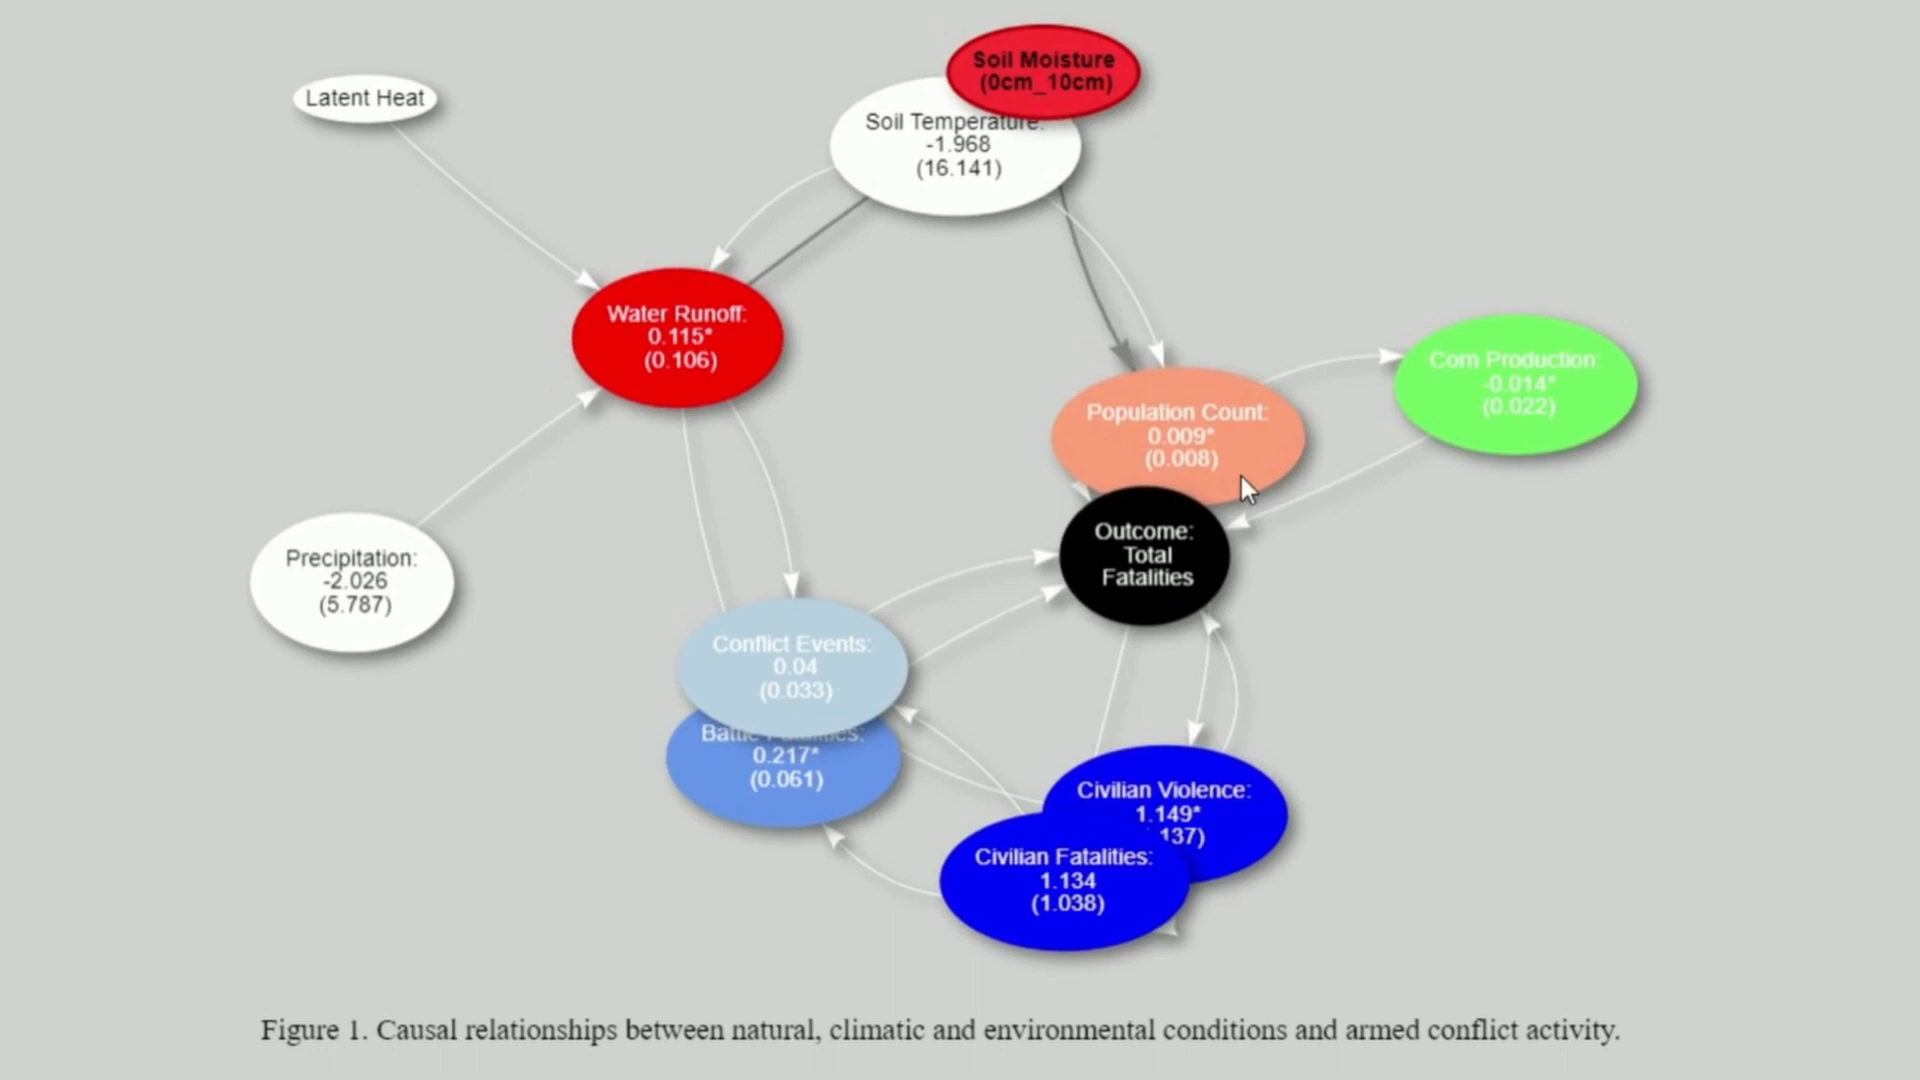 Soil Moisture
(0cm_10cm)
Latent Heat
Soil Temperature:
-1.968
(16.141)
Water Runoff:
0.115*
(0.106)
Corn Production:
-0.014*
(0.022)
Population Count:
0.009*
(0.008)
Outcome:
Total
Fatalities
Precipitation:
-2.026
(5.787)
Conflict Events:
0.04
(0.033)
0.217*
(0.061)
Civilian Violence:
1.149*
137)
Civilian Fatalities:
1.134
(1.038)
Figure 1. Causal relationships between natural, climatic and environmental conditions and armed conflict activity.